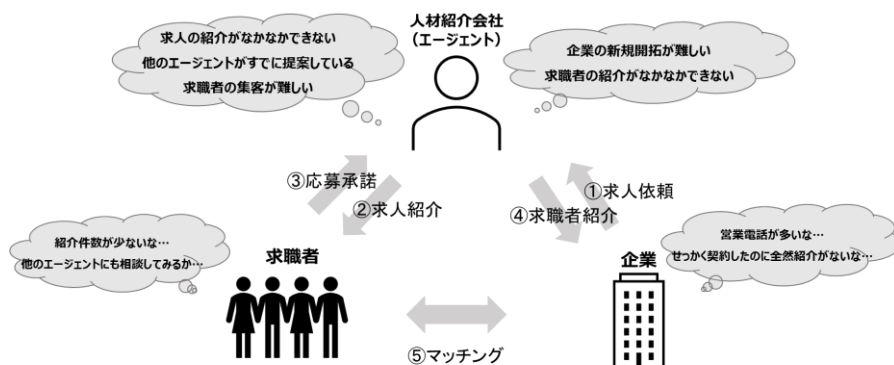 人材紹介会社
（エージェント）
求人の紹介がなかなかできない
他のエージェントがすでに提案している
求職者の集客が難しい
企業の新規開拓が難しい
求職者の紹介がなかなかできない
③応募承諾
②求人紹介
①求人依頼
④求職者紹介
紹介件数が少ないな…
他のエージェントにも相談してみるか…
求職者
営業電話が多いな…
せっかく契約したのに全然紹介がないな…
企業
⑤マッチング